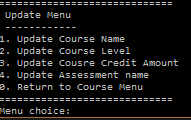 ==============================
Update Menu
------------
1. Update Course Name
2. Update Course Level
3. Update Cousre Credit Amount
4. Update Assessment name
0. Return to Course Menu
==============================
Menu choice: